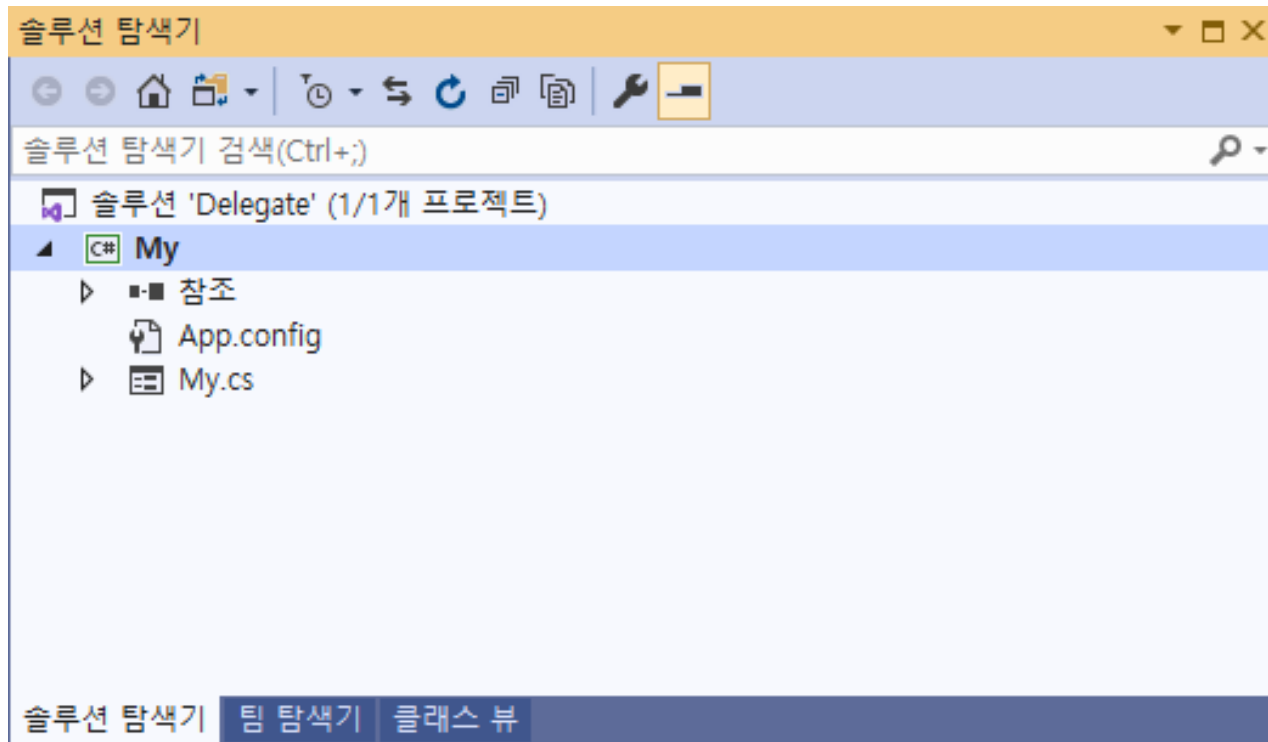 솔루션 탐색기
솔루션 탐색기 검색(Ctrl+;)
솔루션 'Delegate' (1/1개 프로젝트)
C# My
참조
App.config
My.cs
솔루션 탐색기 팀 탐색기 클래스 뷰